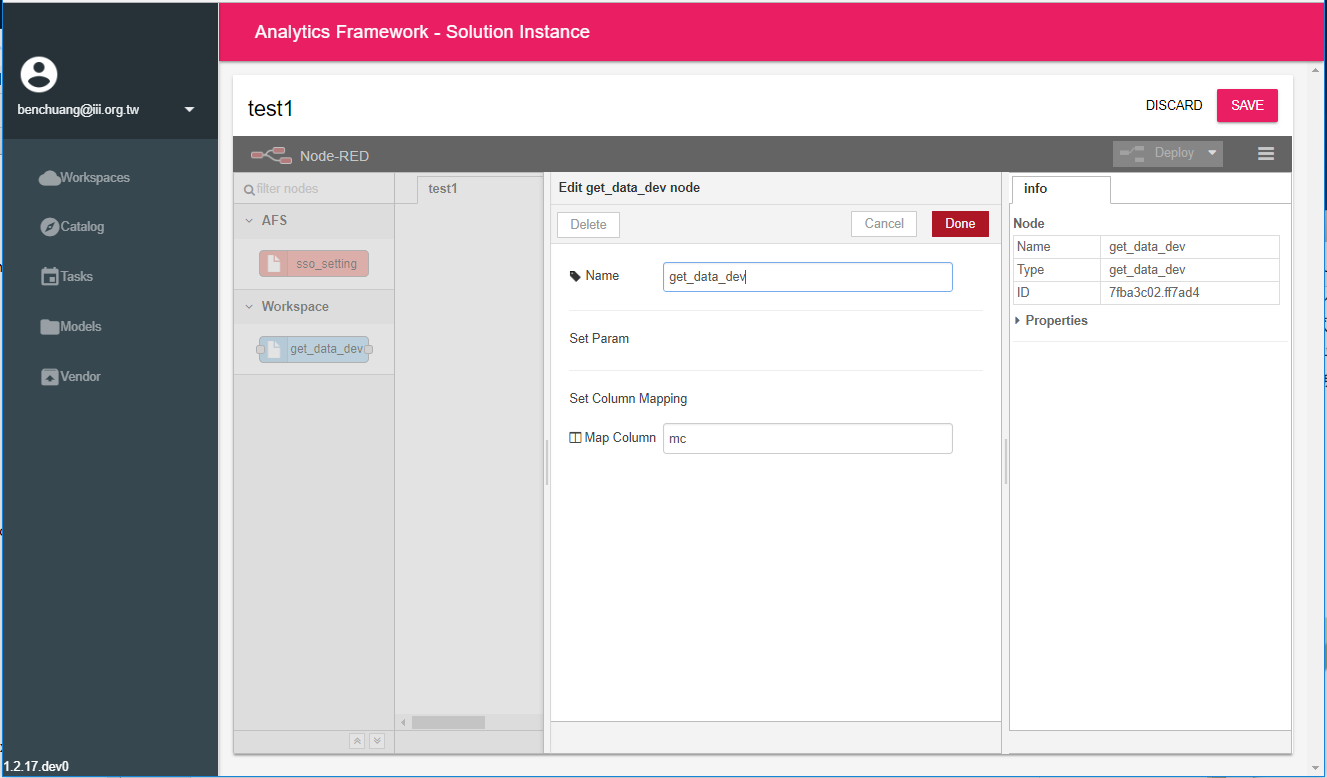 Analytics Framework - Solution Instance
benchuang@iii.org.tw
Workspaces
Catalog
Tasks
Models
Vendor
1.2.17.dev0
test1
DISCARD
SAVE
Node-RED
Deploy
filter nodes
AFS
sso_setting
Workspace
get_data_dev
test1
Edit get_data_dev node
Delete
Cancel
Done
Name
get_data_dev
Set Param
Set Column Mapping
Map Column
mc
info
Node
Name get_data_dev
Type get_data_dev
ID 7fba3c02.ff7ad4
Properties